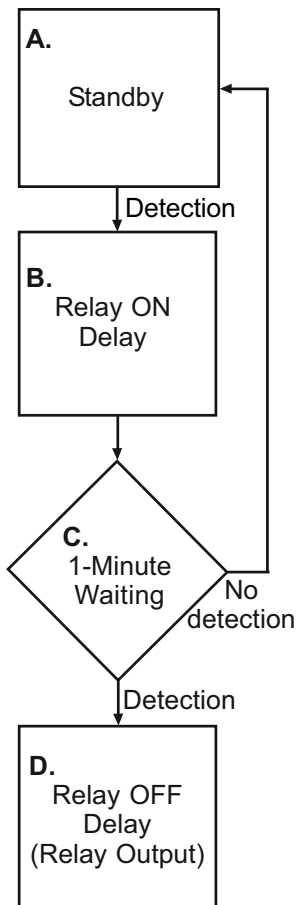 A.
Standby
Detection
B.
Relay ON
Delay
C.
1-Minute
Waiting
No
detection
Detection
D.
Relay OFF
Delay
(Relay Output)